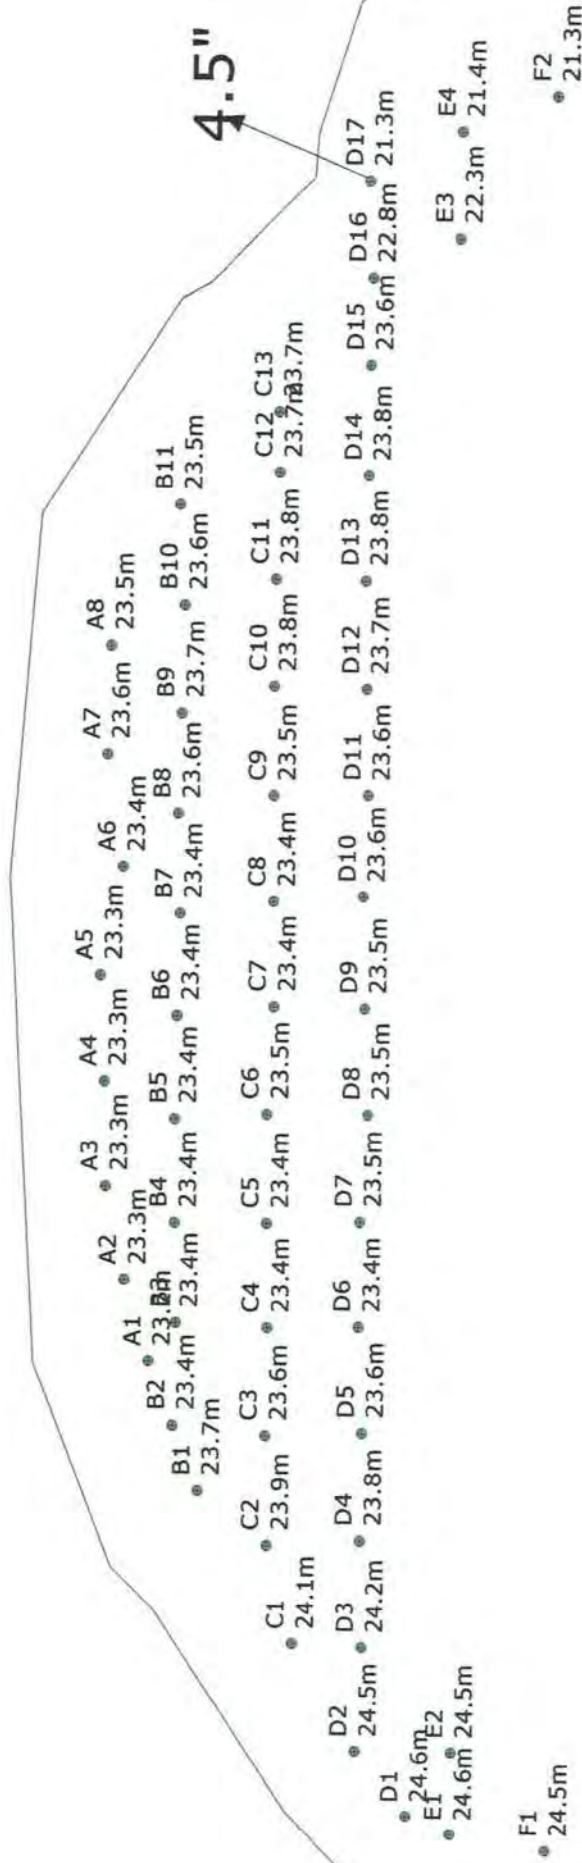 A1
A2
23.3m
A3
23.3m
A4
23.3m
A5
23.3m
A6
23.4m
A7
23.6m
A8
23.5m
4.5"
B1
23.7m
B2
23.4m
B3
23.4m
B4
23.4m
B5
23.4m
B6
23.4m
B7
23.4m
B8
23.6m
B9
23.7m
B10
23.6m
B11
23.5m
C1
24.1m
C2
23.9m
C3
23.6m
C4
23.4m
C5
23.4m
C6
23.5m
C7
23.4m
C8
23.4m
C9
23.5m
C10
23.8m
C11
23.8m
C12
23.7m
C13
23.7m
D1
24.6m
D2
24.5m
D3
24.2m
D4
23.8m
D5
23.6m
D6
23.4m
D7
23.5m
D8
23.5m
D9
23.5m
D10
23.6m
D11
23.6m
D12
23.7m
D13
23.8m
D14
23.8m
D15
23.6m
D16
22.8m
D17
21.3m
E1
24.6m
E2
24.5m
E3
22.3m
E4
21.4m
F1
24.5m
F2
21.3m